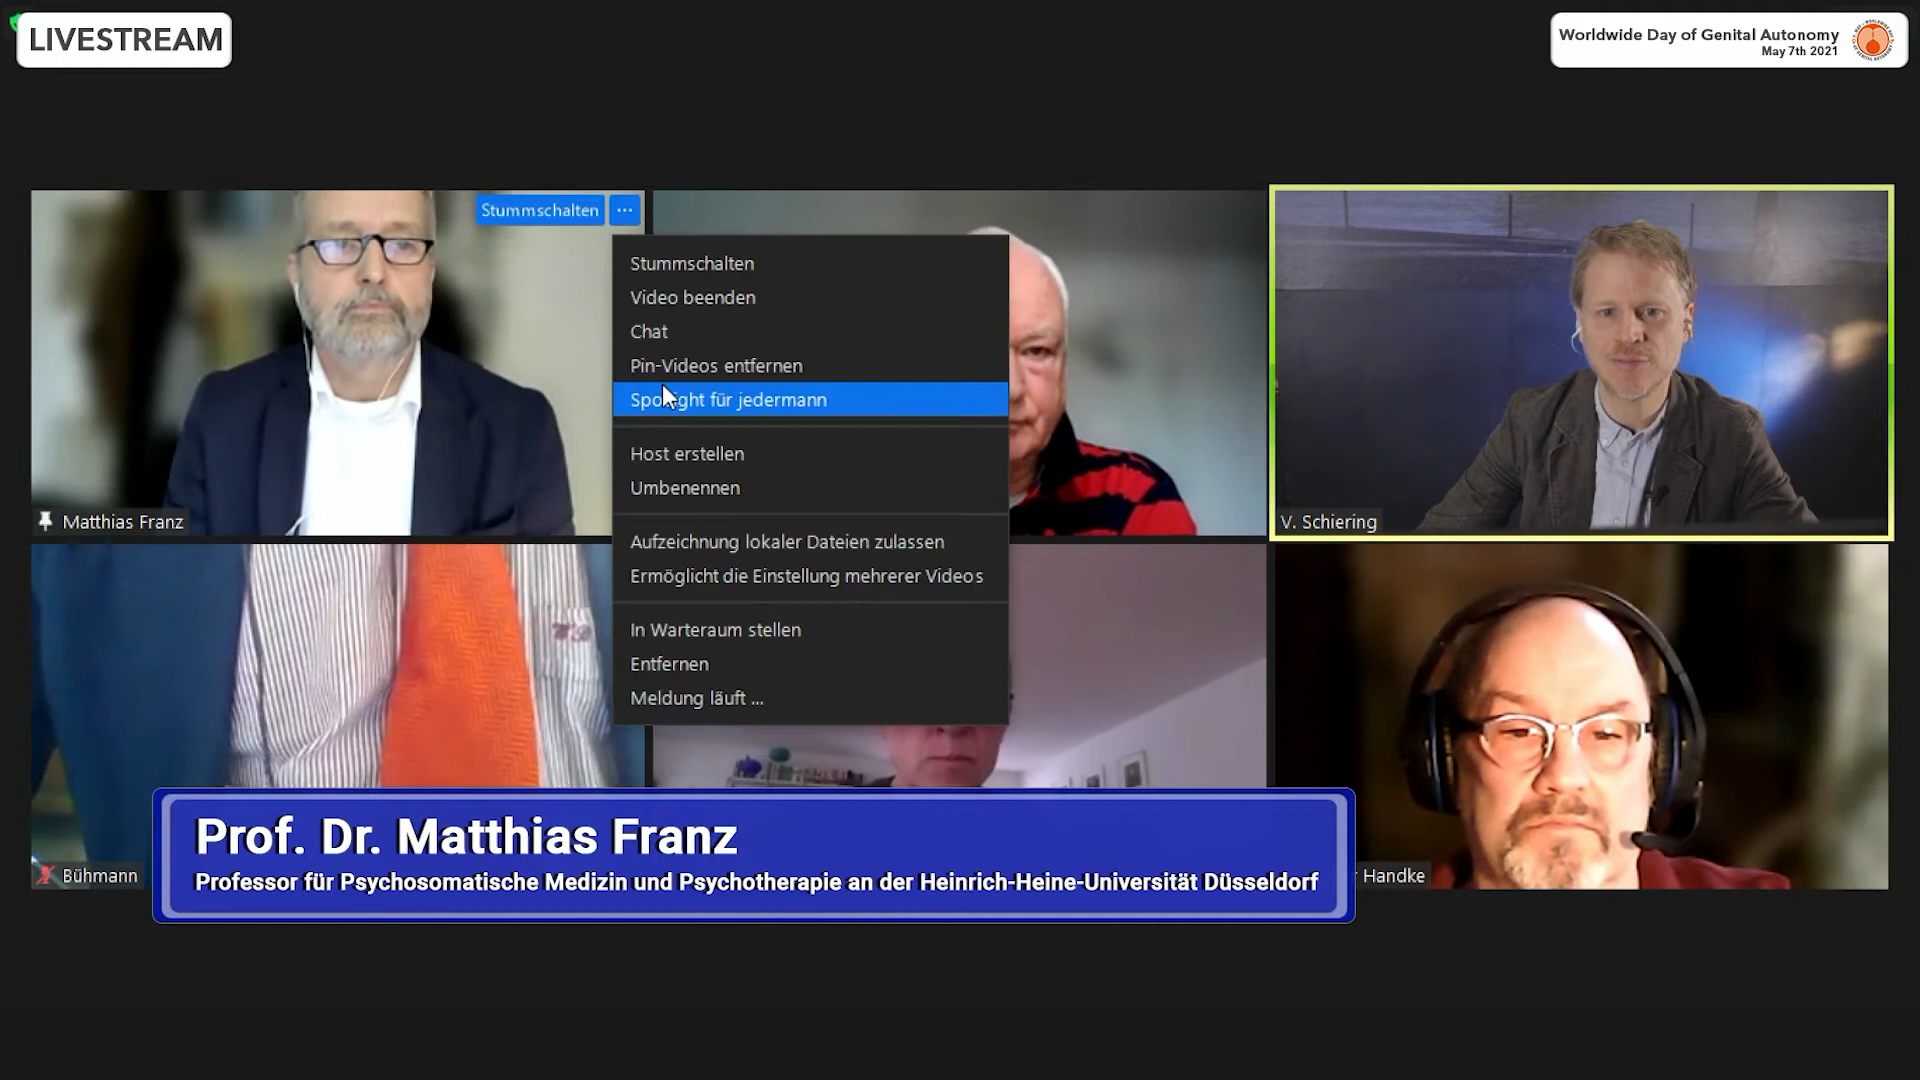 LIVESTREAM
Worldwide Day of Genital Autonomy
May 7th 2021
Stummschalten
Stummschalten
Video beenden
Chat
Pin-Videos entfernen
Spotlight für jedermann
Host erstellen
Umbenennen
Aufzeichnung lokaler Dateien zulassen
Ermöglicht die Einstellung mehrerer Videos
In Warteraum stellen
Entfernen
Meldung läuft ...
Matthias Franz
V. Schiering
Bühmann
Handke
Prof. Dr. Matthias Franz
Professor für Psychosomatische Medizin und Psychotherapie an der Heinrich-Heine-Universität Düsseldorf